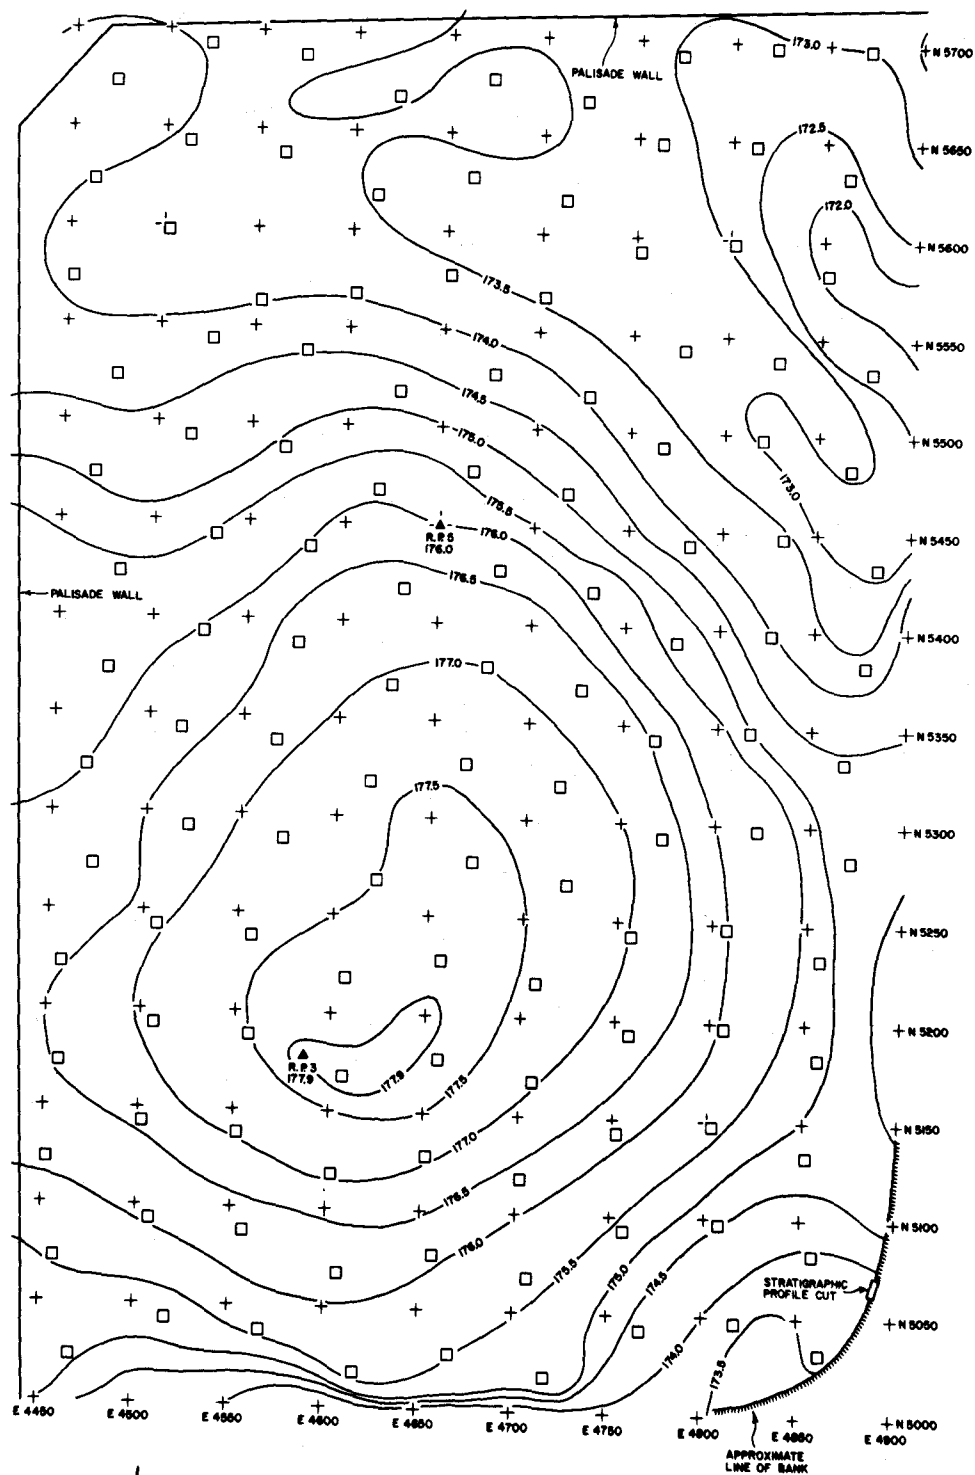 173.0
N 5700
PALISADE WALL
N 5650
172.5
172.0
N 5600
173.5
N 5550
174.0
174.5
N 5500
175.0
173.0
175.5
176.0
R.P. 5
176.0
N 5450
176.5
PALISADE WALL
N 5400
177.0
N 5350
177.5
N 5300
N 5250
N 5200
R.P. 3
177.9
177.9
177.5
177.0
N 5150
176.5
176.0
N 5100
175.5
175.0
174.5
STRATIGRAPHIC
PROFILE CUT
N 5050
174.0
173.5
E 4450
E 4500
E 4550
E 4600
E 4650
E 4700
E 4750
E 4800
E 4850
E 4900
N 5000
APPROXIMATE
LINE OF BANK